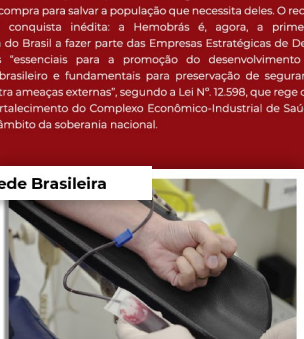 compra para salvar a população que necessita deles. O rec
conquista inédita: a Hemobrás é, agora, a prime
do Brasil a fazer parte das Empresas Estratégicas de De
"essenciais para a promoção do desenvolvimento
brasileiro e fundamentais para preservação de seguran
tra ameaças externas", segundo a Lei Nº. 12.598, que rege o
rtalecimento do Complexo Econômico-Industrial de Saú
âmbito da soberania nacional.
ede Brasileira